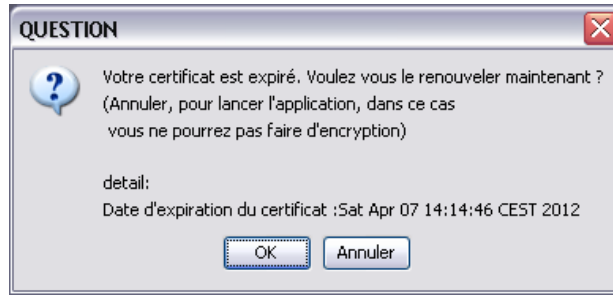 QUESTION
Votre certificat est expiré. Voulez vous le renouveler maintenant ?
(Annuler, pour lancer l'application, dans ce cas
vous ne pourrez pas faire d'encryption)
detail:
Date d'expiration du certificat :Sat Apr 07 14:14:46 CEST 2012
OK
Annuler